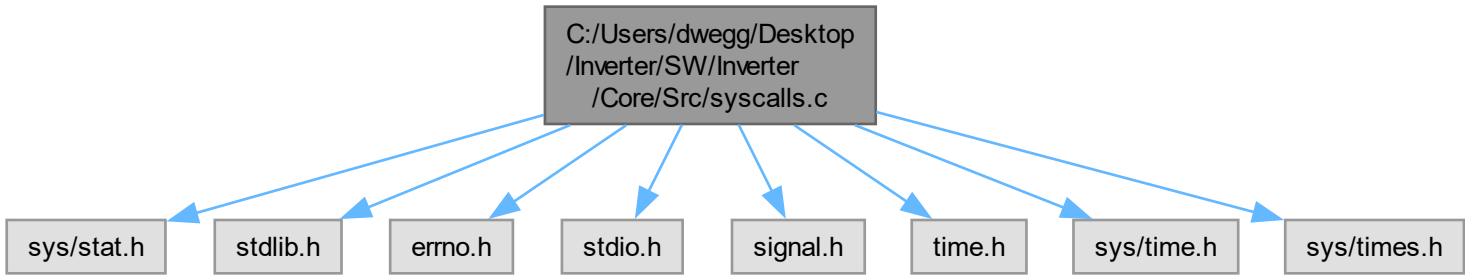 C:/Users/dwegg/Desktop
/Inverter/SW/Inverter
/Core/Src/syscalls.c
sys/stat.h
stdlib.h
errno.h
stdio.h
signal.h
time.h
sys/time.h
sys/times.h